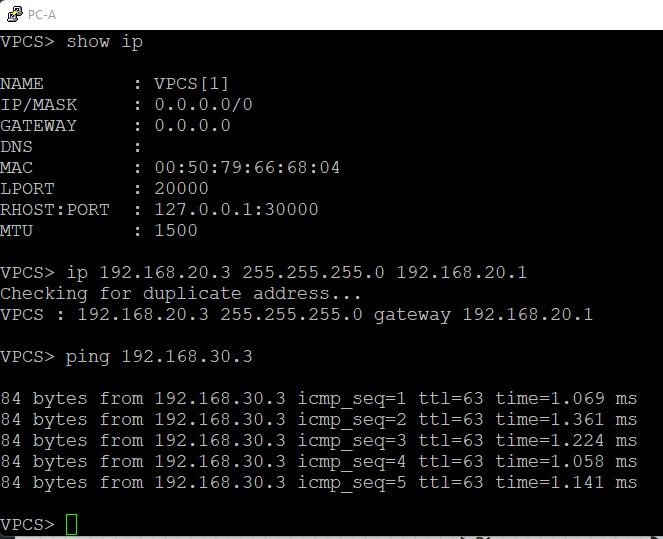 PC-A
VPCS> show ip
NAME : VPCS[1]
IP/MASK : 0.0.0.0/0
GATEWAY : 0.0.0.0
DNS :
MAC : 00:50:79:66:68:04
LPORT : 20000
RHOST:PORT : 127.0.0.1:30000
MTU : 1500
VPCS> ip 192.168.20.3 255.255.255.0 192.168.20.1
Checking for duplicate address...
VPCS : 192.168.20.3 255.255.255.0 gateway 192.168.20.1
VPCS> ping 192.168.30.3
84 bytes from 192.168.30.3 icmp_seq=1 ttl=63 time=1.069 ms
84 bytes from 192.168.30.3 icmp_seq=2 ttl=63 time=1.361 ms
84 bytes from 192.168.30.3 icmp_seq=3 ttl=63 time=1.224 ms
84 bytes from 192.168.30.3 icmp_seq=4 ttl=63 time=1.058 ms
84 bytes from 192.168.30.3 icmp_seq=5 ttl=63 time=1.141 ms
VPCS>